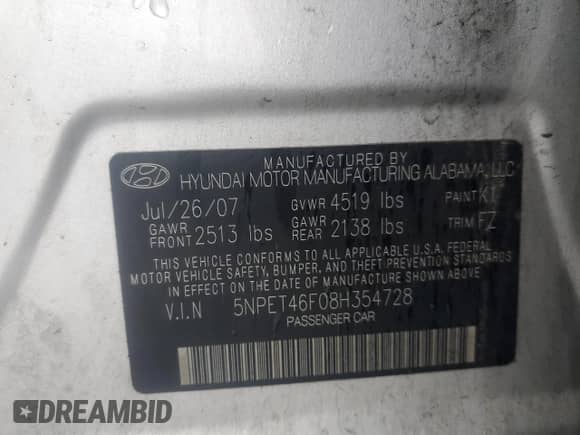 MANUFACTURED BY
HYUNDAI MOTOR MANUFACTURING ALABAMA, LLC
Jul/26/07 GVWR 4519 lbs PAINT KI
GAWR FRONT 2513 lbs GAWR REAR 2138 lbs TRIM FZ
THIS VEHICLE CONFORMS TO ALL APPLICABLE U.S.A. FEDERAL
MOTOR VEHICLE SAFETY, BUMPER, AND THEFT PREVENTION STANDARDS
IN EFFECT ON THE DATE OF MANUFACTURE SHOWN ABOVE.
V.I.N 5NPET46F08H354728
PASSENGER CAR
DREAMBID